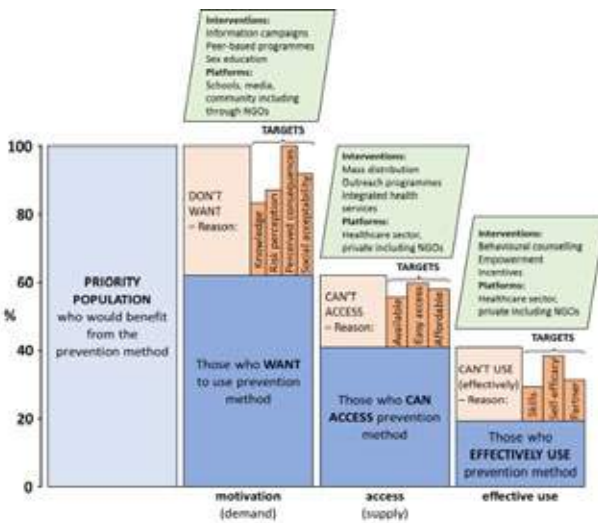 Interventions:
Information campaigns
Peer-based programmes
Sex education
Platforms:
Schools, media,
community including
through NGOs
TARGETS
100
80
60
40
20
0
%
PRIORITY
POPULATION
who would benefit
from the
prevention method
DON'T
WANT
– Reason:
Knowledge
Risk perception
Perceived consequences
Social acceptability
Those who WANT
to use prevention
method
motivation
(demand)
Interventions:
Mass distribution
Outreach programmes
Integrated health
services
Platforms:
Healthcare sector,
private including NGOs
TARGETS
CAN'T
ACCESS
– Reason:
Available
Easy access
Affordable
Those who CAN
ACCESS prevention
method
access
(supply)
Interventions:
Behavioural counselling
Empowerment
Incentives
Platforms:
Healthcare sector,
private including NGOs
TARGETS
CAN'T USE
(effectively)
– Reason:
Skills
Self-efficacy
Partner
Those who
EFFECTIVELY USE
prevention method
effective use